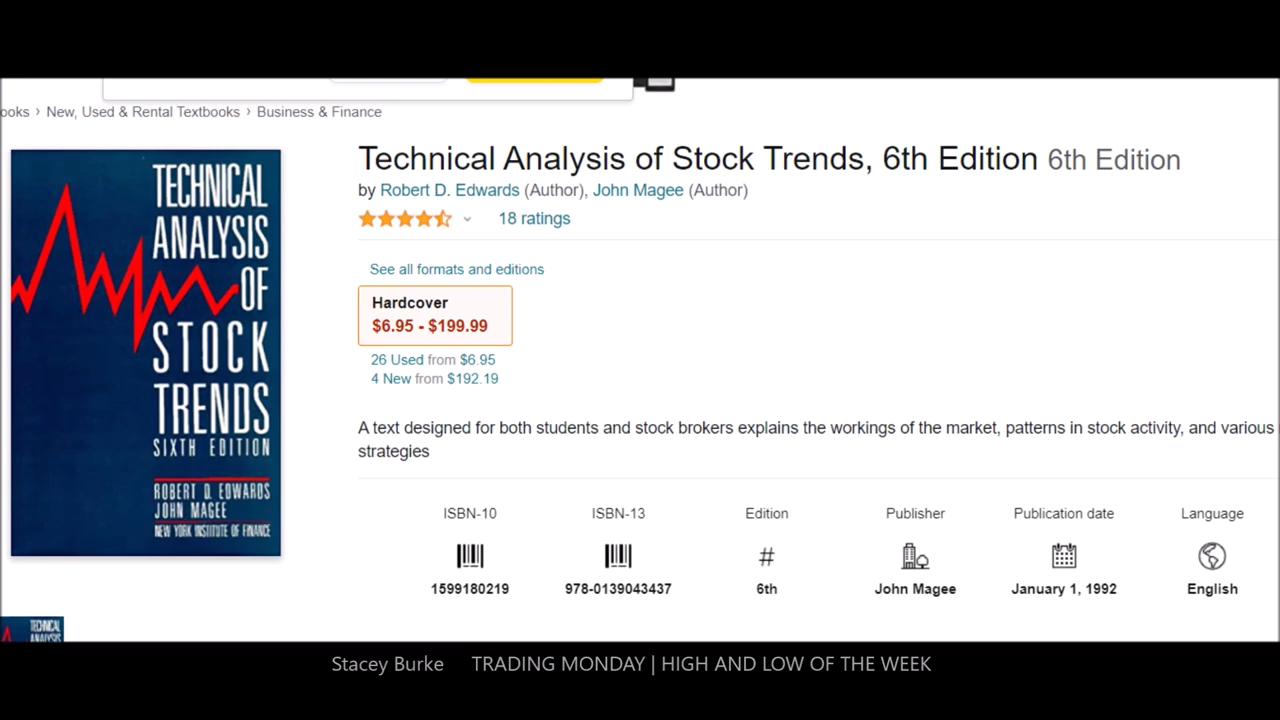 ooks › New, Used & Rental Textbooks › Business & Finance
TECHNICAL
ANALYSIS
OF
STOCK
TRENDS
SIXTH EDITION
ROBERT D. EDWARDS
JOHN MAGEE
NEW YORK INSTITUTE OF FINANCE
Technical Analysis of Stock Trends, 6th Edition 6th Edition
by Robert D. Edwards (Author), John Magee (Author)
18 ratings
See all formats and editions
Hardcover
$6.95 - $199.99
26 Used from $6.95
4 New from $192.19
A text designed for both students and stock brokers explains the workings of the market, patterns in stock activity, and various
strategies
ISBN-10 ISBN-13 Edition Publisher Publication date Language
#
1599180219 978-0139043437 6th John Magee January 1, 1992 English
TECHNICAL
ANALYSIS
Stacey Burke TRADING MONDAY | HIGH AND LOW OF THE WEEK